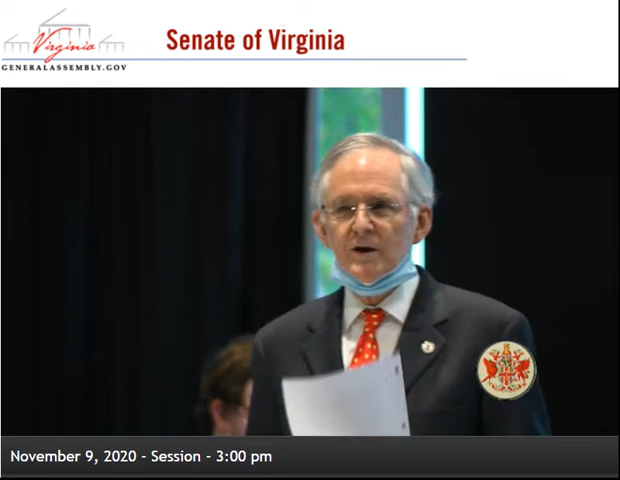 Virginia
GENERALASSEMBLY.GOV
Senate of Virginia
November 9, 2020 - Session - 3:00 pm